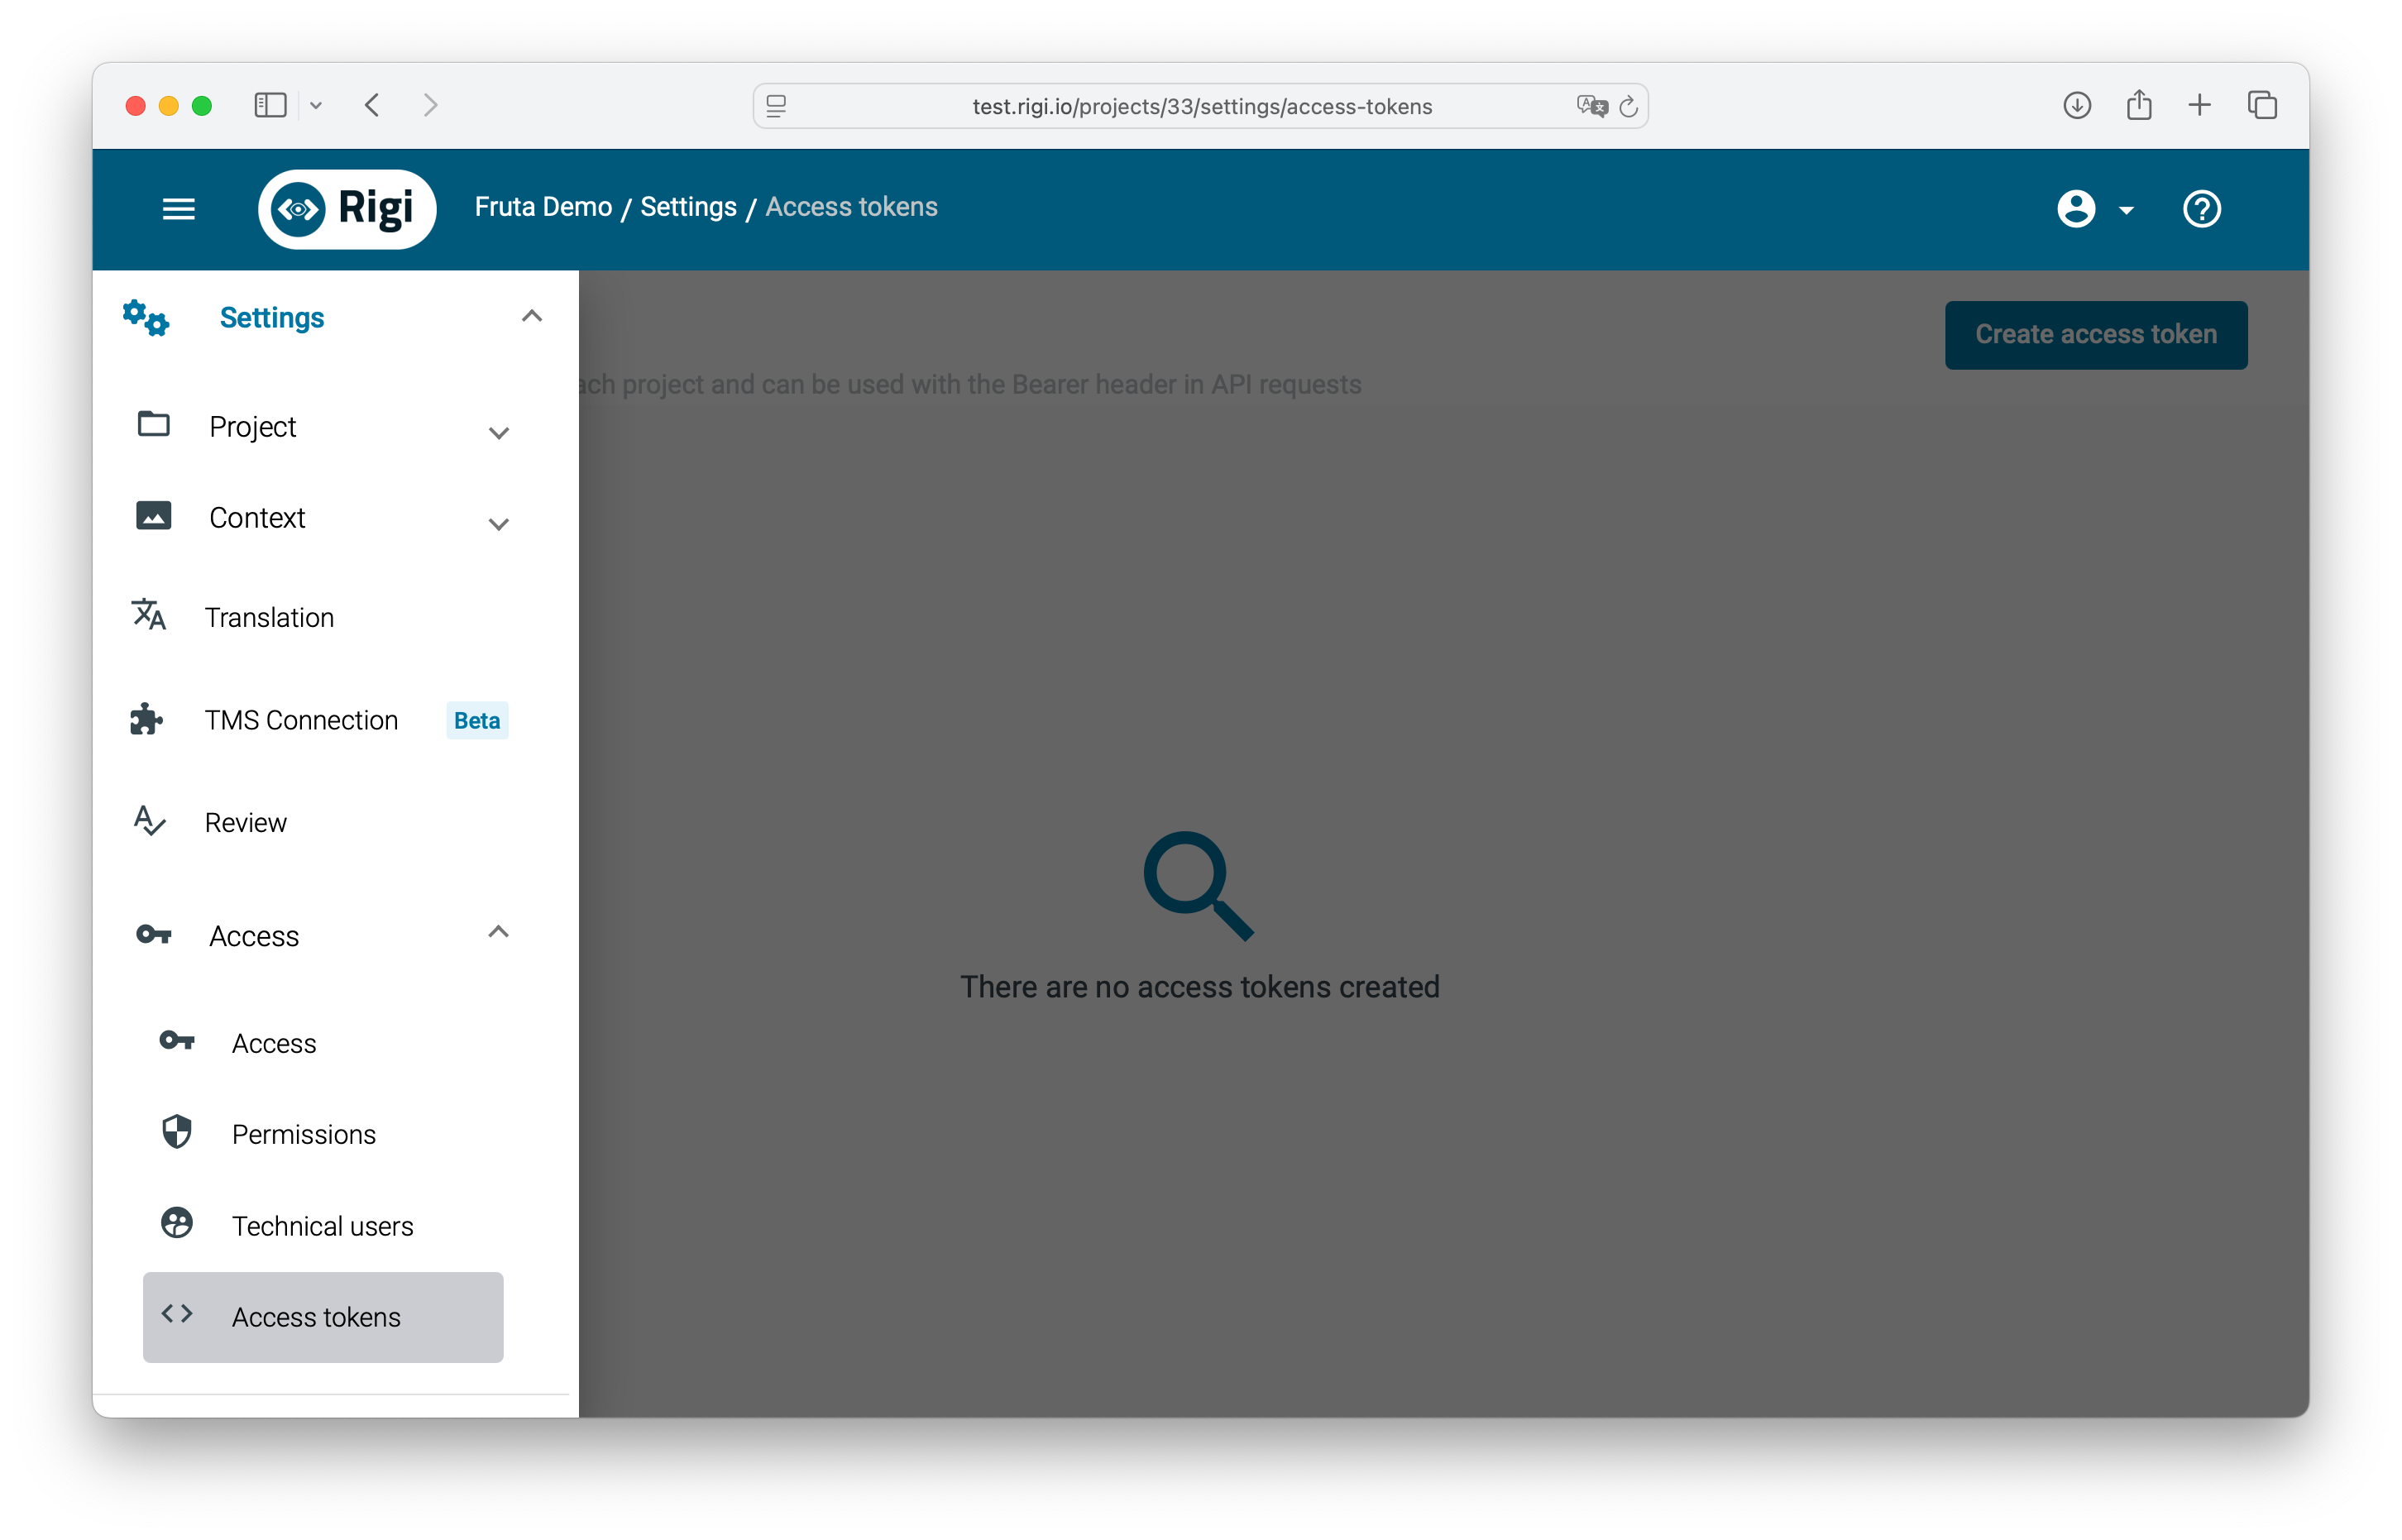 test.rigi.io/projects/33/settings/access-tokens
Rigi
Fruta Demo / Settings / Access tokens
Settings
Create access token
ach project and can be used with the Bearer header in API requests
Project
Context
Translation
TMS Connection Beta
Review
Access
There are no access tokens created
Access
Permissions
Technical users
Access tokens